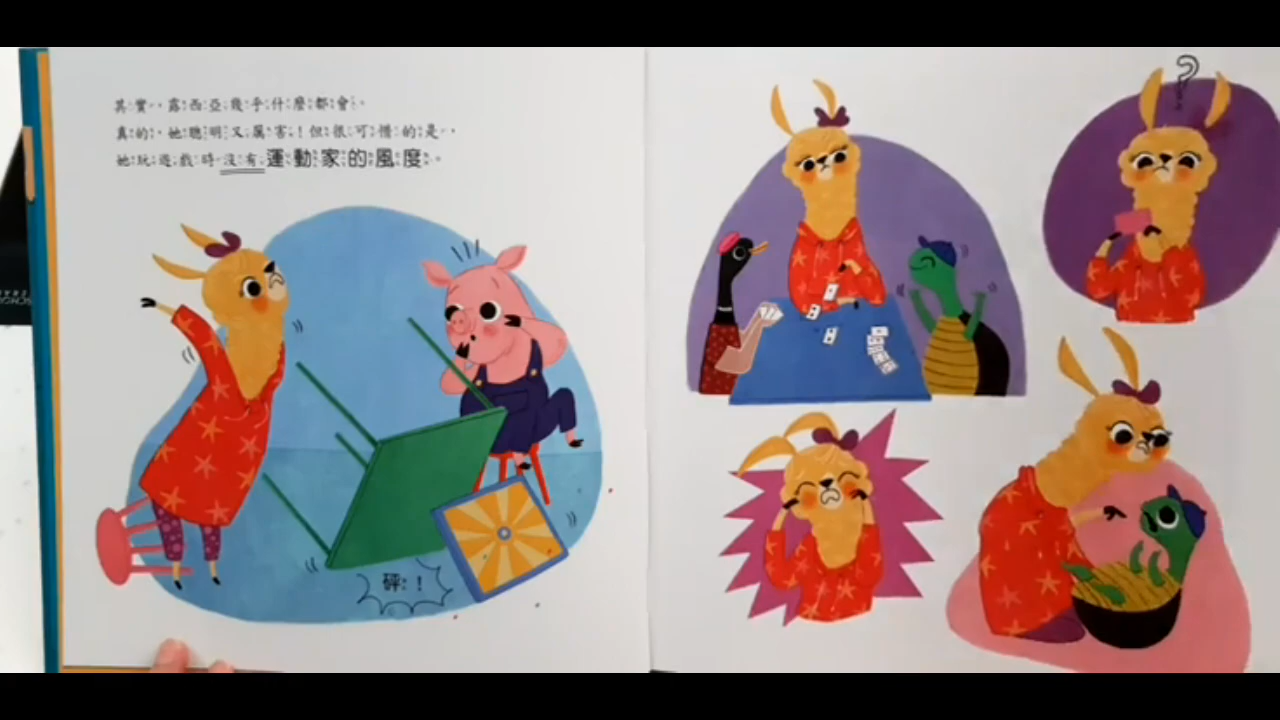 其實，露西亞幾乎什麼都會。
真的，她聰明又厲害！但很可惜的是，
她玩遊戲時沒有運動家的風度。
砰！
?